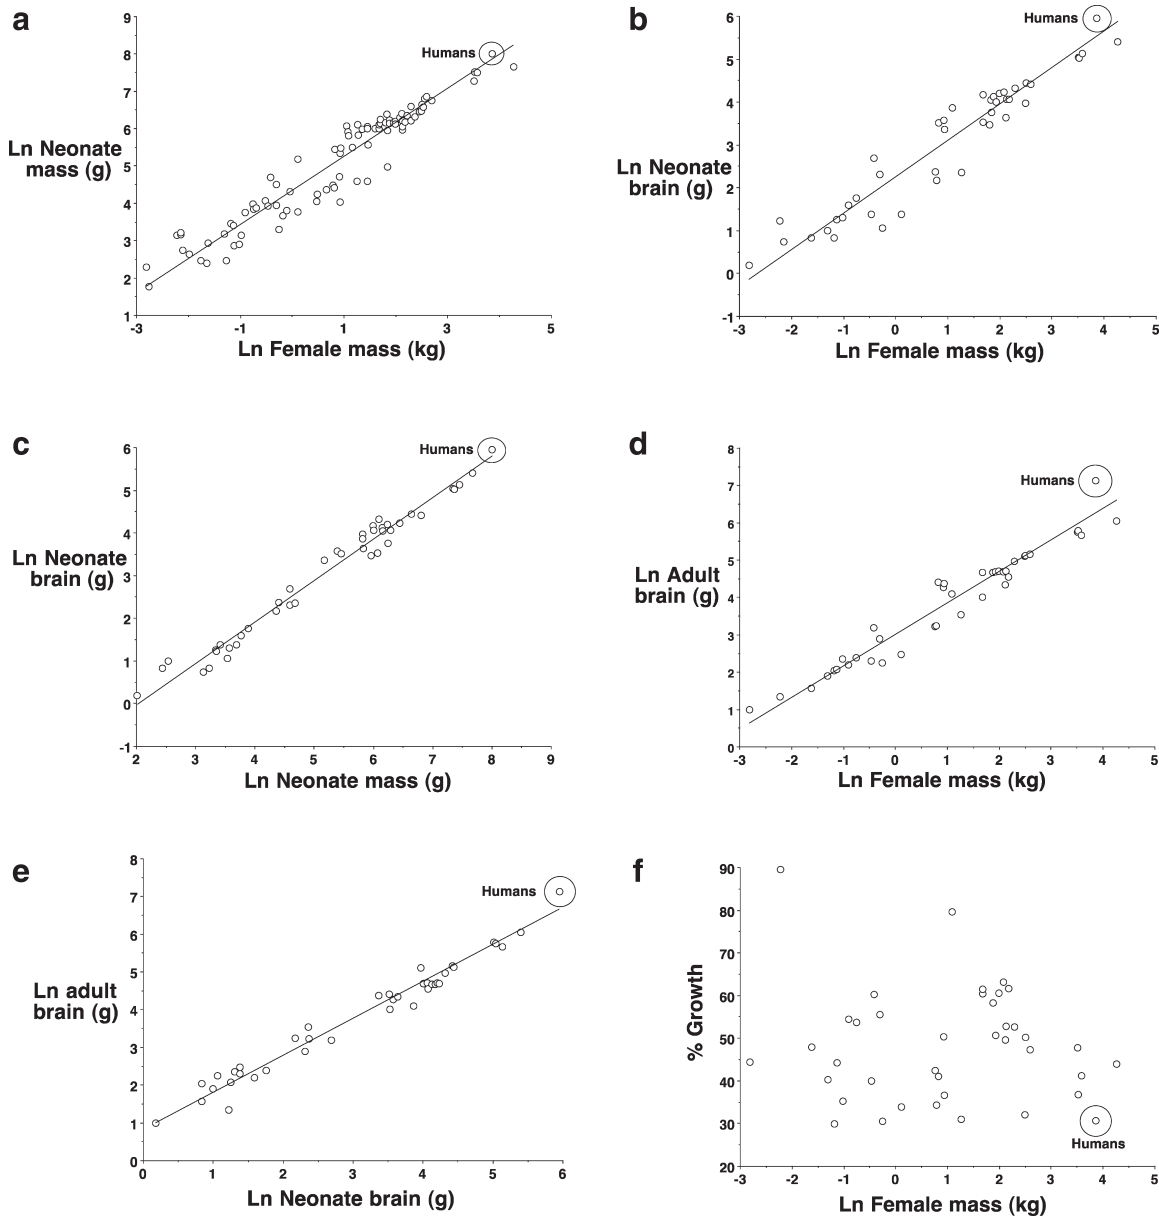 a
9
8
7
6
5
4
3
2
1
Ln Neonate
mass (g)
Humans
-3 -1 1 3 5
Ln Female mass (kg)
b
6
5
4
3
2
1
0
-1
Ln Neonate
brain (g)
Humans
-3 -2 -1 0 1 2 3 4 5
Ln Female mass (kg)
c
6
5
4
3
2
1
0
-1
Ln Neonate
brain (g)
Humans
2 3 4 5 6 7 8 9
Ln Neonate mass (g)
d
8
7
6
5
4
3
2
1
0
Ln Adult
brain (g)
Humans
-3 -2 -1 0 1 2 3 4 5
Ln Female mass (kg)
e
8
7
6
5
4
3
2
1
0
Ln adult
brain (g)
Humans
0 1 2 3 4 5 6
Ln Neonate brain (g)
f
90
80
70
60
50
40
30
20
% Growth
Humans
-3 -2 -1 0 1 2 3 4 5
Ln Female mass (kg)